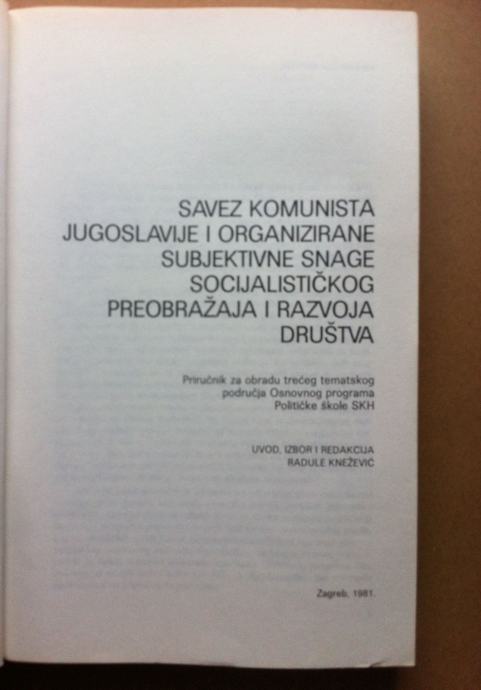 SAVEZ KOMUNISTA
JUGOSLAVIJE I ORGANIZIRANE
SUBJEKTIVNE SNAGE
SOCIJALISTIČKOG
PREOBRAŽAJA I RAZVOJA
DRUŠTVA
Priručnik za obradu trećeg tematskog
područja Osnovnog programa
Političke škole SKH
UVOD, IZBOR I REDAKCIJA
RADULE KNEŽEVIĆ
Zagreb, 1981.